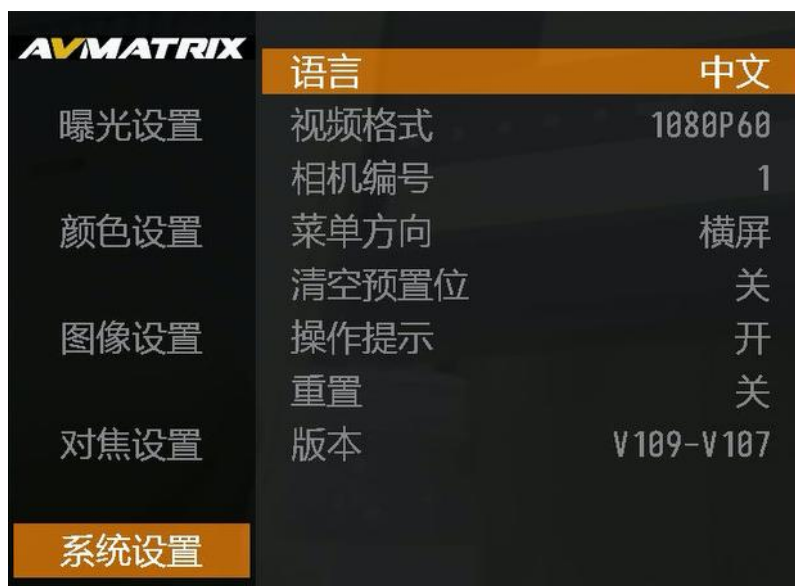 AVMATRIX
曝光设置
颜色设置
图像设置
对焦设置
系统设置
语言 中文
视频格式 1080P60
相机编号 1
菜单方向 横屏
清空预置位 关
操作提示 开
重置 关
版本 V109-V107